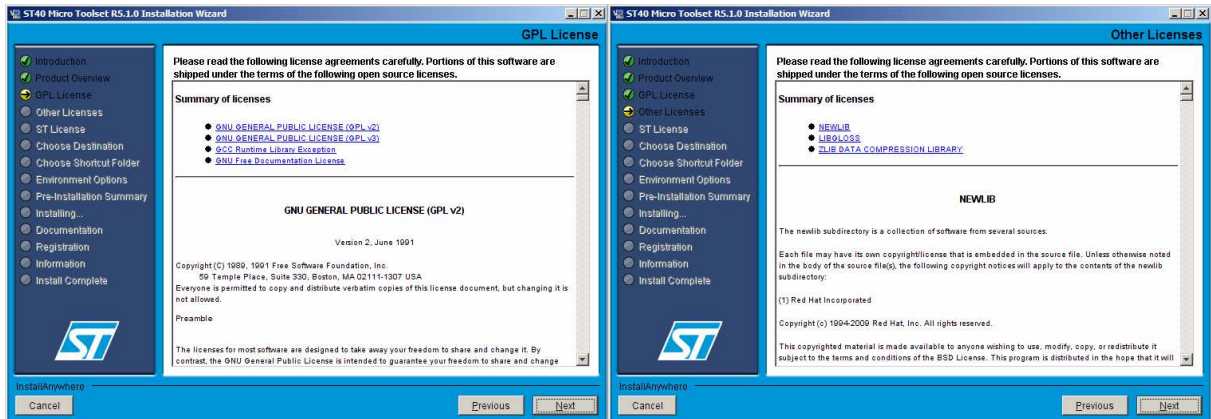 ST40 Micro Toolset R5.1.0 Installation Wizard
GPL License
Introduction
Product Overview
GPL License
Other Licenses
ST License
Choose Destination
Choose Shortcut Folder
Environment Options
Pre-Installation Summary
Installing...
Documentation
Registration
Information
Install Complete
ST
Please read the following license agreements carefully. Portions of this software are
shipped under the terms of the following open source licenses.
Summary of licenses
GNU GENERAL PUBLIC LICENSE (GPL v2)
GNU GENERAL PUBLIC LICENSE (GPL v3)
GCC Runtime Library Exception
GNU Free Documentation License
GNU GENERAL PUBLIC LICENSE (GPL v2)
Version 2, June 1991
Copyright (C) 1989, 1991 Free Software Foundation, Inc.
59 Temple Place, Suite 330, Boston, MA 02111-1307 USA
Everyone is permitted to copy and distribute verbatim copies of this license document, but changing it is
not allowed.
Preamble
The licenses for most software are designed to take away your freedom to share and change it. By
contrast, the GNU General Public License is intended to guarantee your freedom to share and change
InstallAnywhere
Cancel
Previous
Next
ST40 Micro Toolset R5.1.0 Installation Wizard
Other Licenses
Introduction
Product Overview
GPL License
Other Licenses
ST License
Choose Destination
Choose Shortcut Folder
Environment Options
Pre-Installation Summary
Installing...
Documentation
Registration
Information
Install Complete
ST
Please read the following license agreements carefully. Portions of this software are
shipped under the terms of the following open source licenses.
Summary of licenses
NEWLIB
LIBGLOSS
ZLIB DATA COMPRESSION LIBRARY
NEWLIB
The newlib subdirectory is a collection of software from several sources.
Each file may have its own copyright/license that is embedded in the source file. Unless otherwise noted
in the body of the source file(s), the following copyright notices will apply to the contents of the newlib
subdirectory:
(1) Red Hat Incorporated
Copyright (c) 1994-2009 Red Hat, Inc. All rights reserved.
This copyrighted material is made available to anyone wishing to use, modify, copy, or redistribute it
subject to the terms and conditions of the BSD License. This program is distributed in the hope that it will
InstallAnywhere
Cancel
Previous
Next